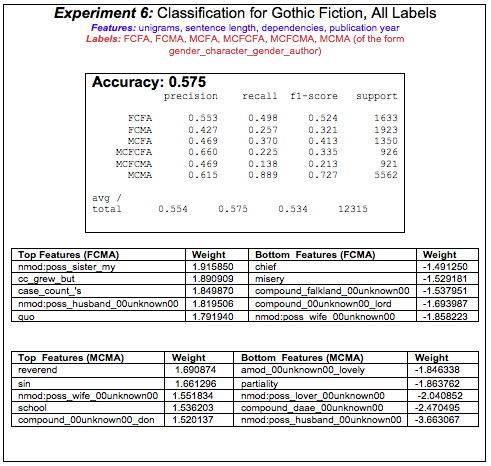 Experiment 6: Classification for Gothic Fiction, All Labels
Features: unigrams, sentence length, dependencies, publication year
Labels: FCFA, FCMA, MCFA, MCFCFA, MCFCMA, MCMA (of the form
gender_character_gender_author)
Accuracy: 0.575
precision recall f1-score support
FCFA 0.553 0.498 0.524 1633
FCMA 0.427 0.257 0.321 1923
MCFA 0.469 0.370 0.413 1350
MCFCFA 0.660 0.225 0.335 926
MCFCMA 0.469 0.138 0.213 921
MCMA 0.615 0.889 0.727 5562
avg /
total 0.554 0.575 0.534 12315
Top Features (FCMA) Weight Bottom Features (FCMA) Weight
nmod:poss_sister_my 1.915850 chief -1.491250
cc_grew_but 1.890909 misery -1.529181
case_count_'s 1.849870 compound_falkland_00unknown00 -1.537951
nmod:poss_husband_00unknown00 1.819506 compound_00unknown00_lord -1.693987
quo 1.791940 nmod:poss_wife_00unknown00 -1.858223
Top Features (MCMA) Weight Bottom Features (MCMA) Weight
reverend 1.690874 amod_00unknown00_lovely -1.846338
sin 1.661296 partiality -1.863762
nmod:poss_wife_00unknown00 1.551834 nmod:poss_lover_00unknown00 -2.040852
school 1.536203 compound_daae_00unknown00 -2.470495
compound_00unknown00_don 1.520137 nmod:poss_husband_00unknown00 -3.663067